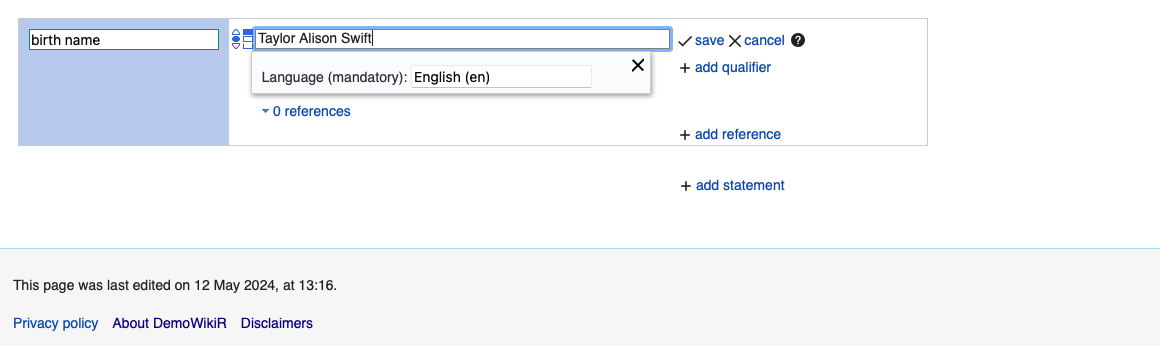 birth name
Taylor Alison Swift
save cancel ?
add qualifier
Language (mandatory): English (en)
0 references
+ add reference
+ add statement
This page was last edited on 12 May 2024, at 13:16.
Privacy policy About DemoWikiR Disclaimers